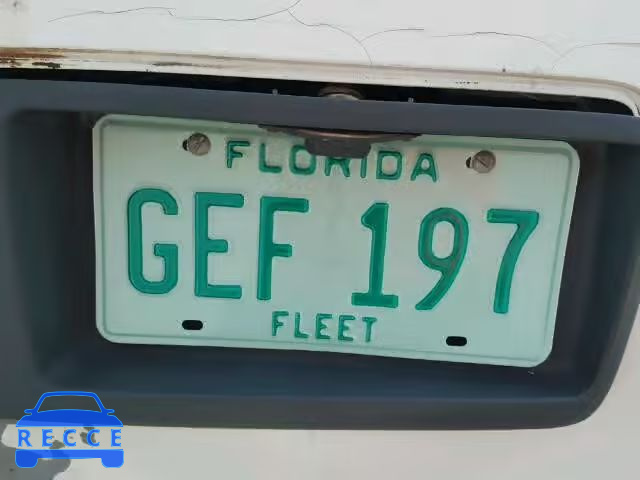 FLORIDA
GEF 197
FLEET
RECCE